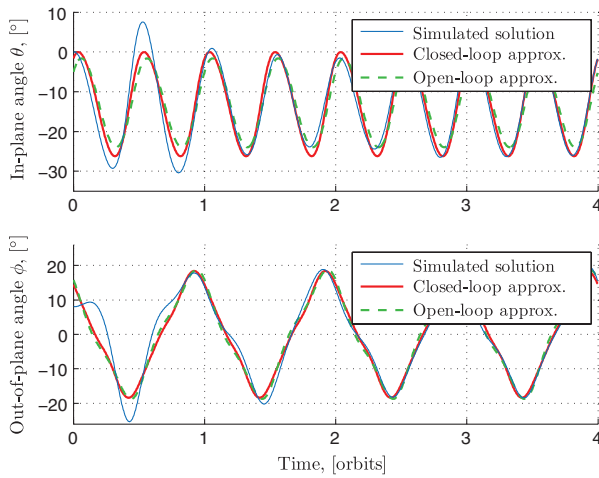 In-plane angle θ, [°]
10
0
−10
−20
−30
Simulated solution
Closed-loop approx.
Open-loop approx.
0 1 2 3 4
Out-of-plane angle ϕ, [°]
20
10
0
−10
−20
Simulated solution
Closed-loop approx.
Open-loop approx.
0 1 2 3 4
Time, [orbits]